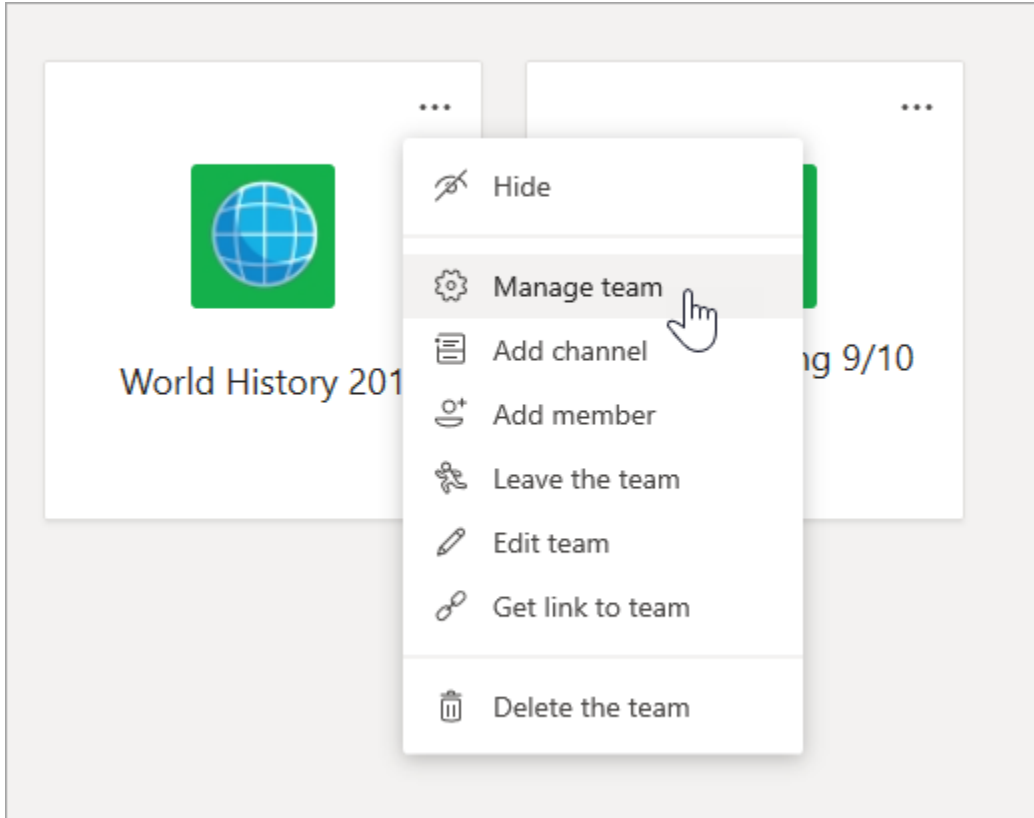 Hide
Manage team
World History 201
Add channel
9/10
Add member
Leave the team
Edit team
Get link to team
Delete the team